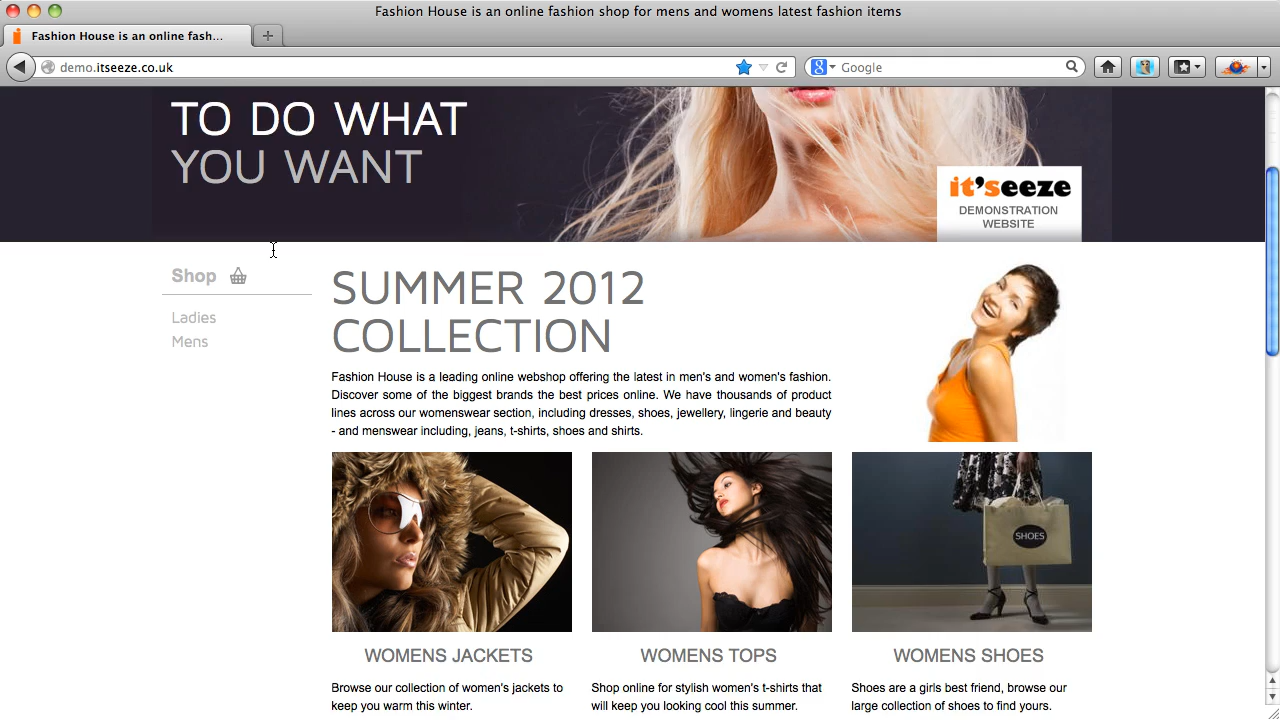 Fashion House is an online fashion shop for mens and womens latest fashion items
Fashion House is an online fash...
demo.itseeze.co.uk
Google
TO DO WHAT
YOU WANT
it'seeze
DEMONSTRATION
WEBSITE
Shop
Ladies
Mens
SUMMER 2012
COLLECTION
Fashion House is a leading online webshop offering the latest in men's and women's fashion.
Discover some of the biggest brands the best prices online. We have thousands of product
lines across our womenswear section, including dresses, shoes, jewellery, lingerie and beauty
- and menswear including, jeans, t-shirts, shoes and shirts.
SHOES
WOMENS JACKETS
WOMENS TOPS
WOMENS SHOES
Browse our collection of women's jackets to
keep you warm this winter.
Shop online for stylish women's t-shirts that
will keep you looking cool this summer.
Shoes are a girls best friend, browse our
large collection of shoes to find yours.